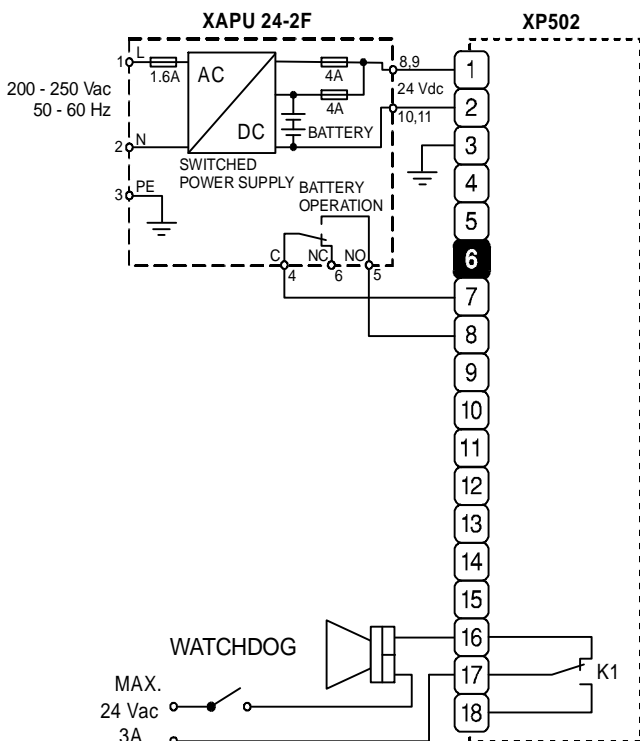 XAPU 24-2F
XP502
1
L
1.6A
AC
DC
4A
4A
8,9
24 Vdc
10,11
BATTERY
200 - 250 Vac
50 - 60 Hz
2
N
SWITCHED
POWER SUPPLY
3
PE
BATTERY
OPERATION
C
NC
NO
4
6
5
1
2
3
4
5
6
7
8
9
10
11
12
13
14
15
16
17
18
K1
WATCHDOG
MAX.
24 Vac
3A